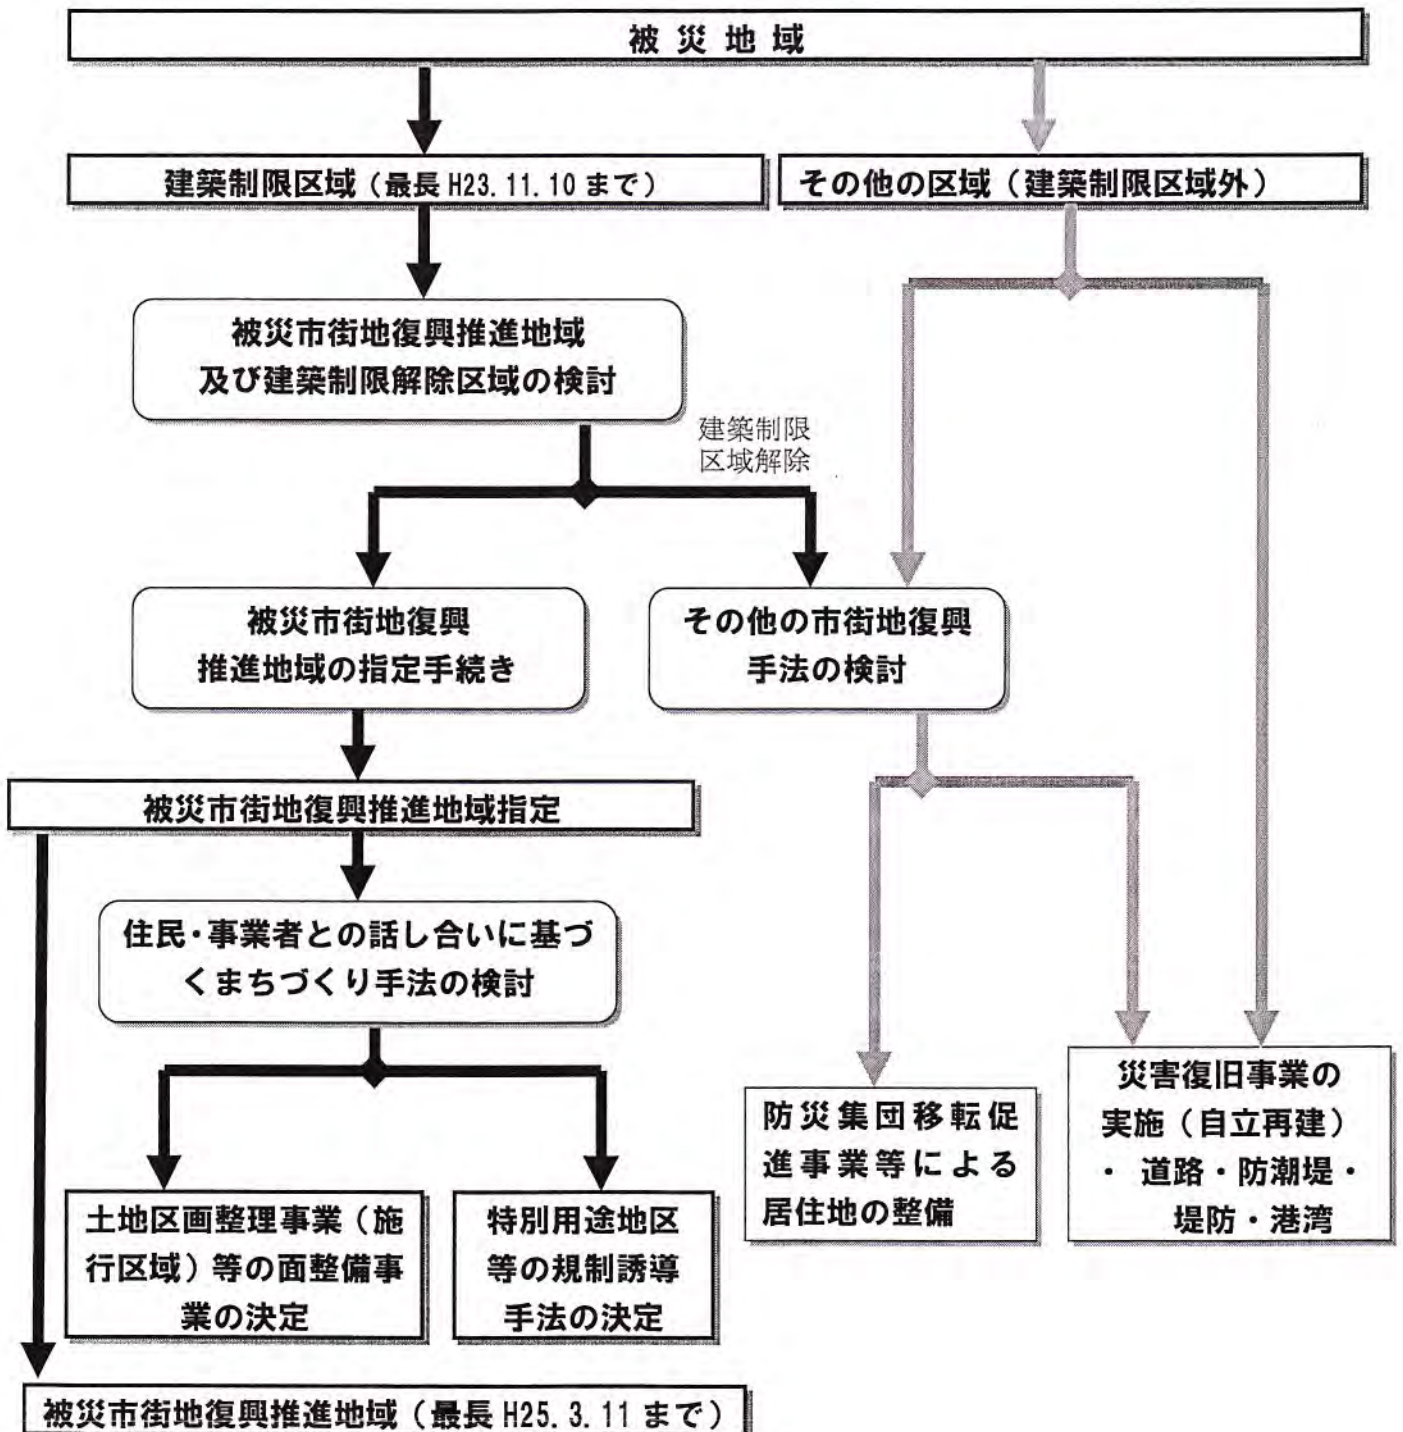 被災地域
建築制限区域（最長 H23.11.10 まで）
その他の区域（建築制限区域外）
被災市街地復興推進地域
及び建築制限解除区域の検討
建築制限
区域解除
被災市街地復興
推進地域の指定手続き
その他の市街地復興
手法の検討
被災市街地復興推進地域指定
住民・事業者との話し合いに基づ
くまちづくり手法の検討
土地区画整理事業（施
行区域）等の面整備事
業の決定
特別用途地区
等の規制誘導
手法の決定
防災集団移転促
進事業等による
居住地の整備
災害復旧事業の
実施（自立再建）
・ 道路・防潮堤・
堤防・港湾
被災市街地復興推進地域（最長 H25.3.11 まで）